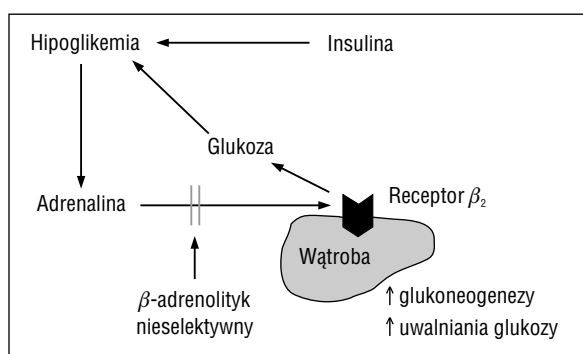 Hipoglikemia
Insulina
Glukoza
Adrenalina
Receptor β₂
Wątroba
β-adrenolityk
nieselektywny
↑ glukoneogenezy
↑ uwalniania glukozy